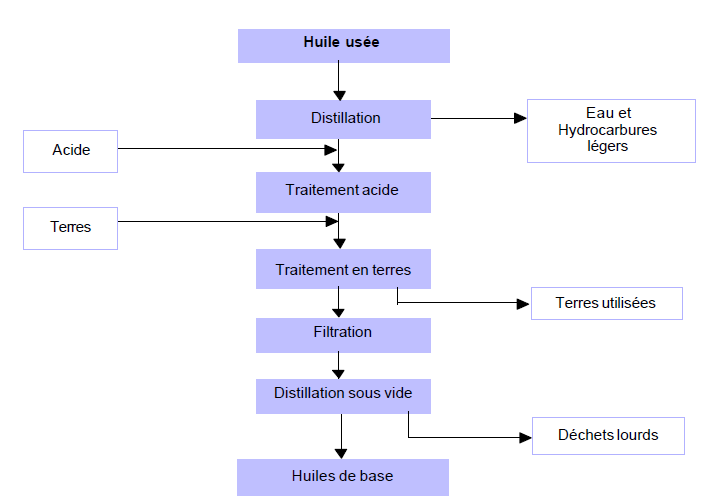 Huile usée
Distillation
Eau et
Hydrocarbures
légers
Acide
Traitement acide
Terres
Traitement en terres
Terres utilisées
Filtration
Distillation sous vide
Déchets lourds
Huiles de base